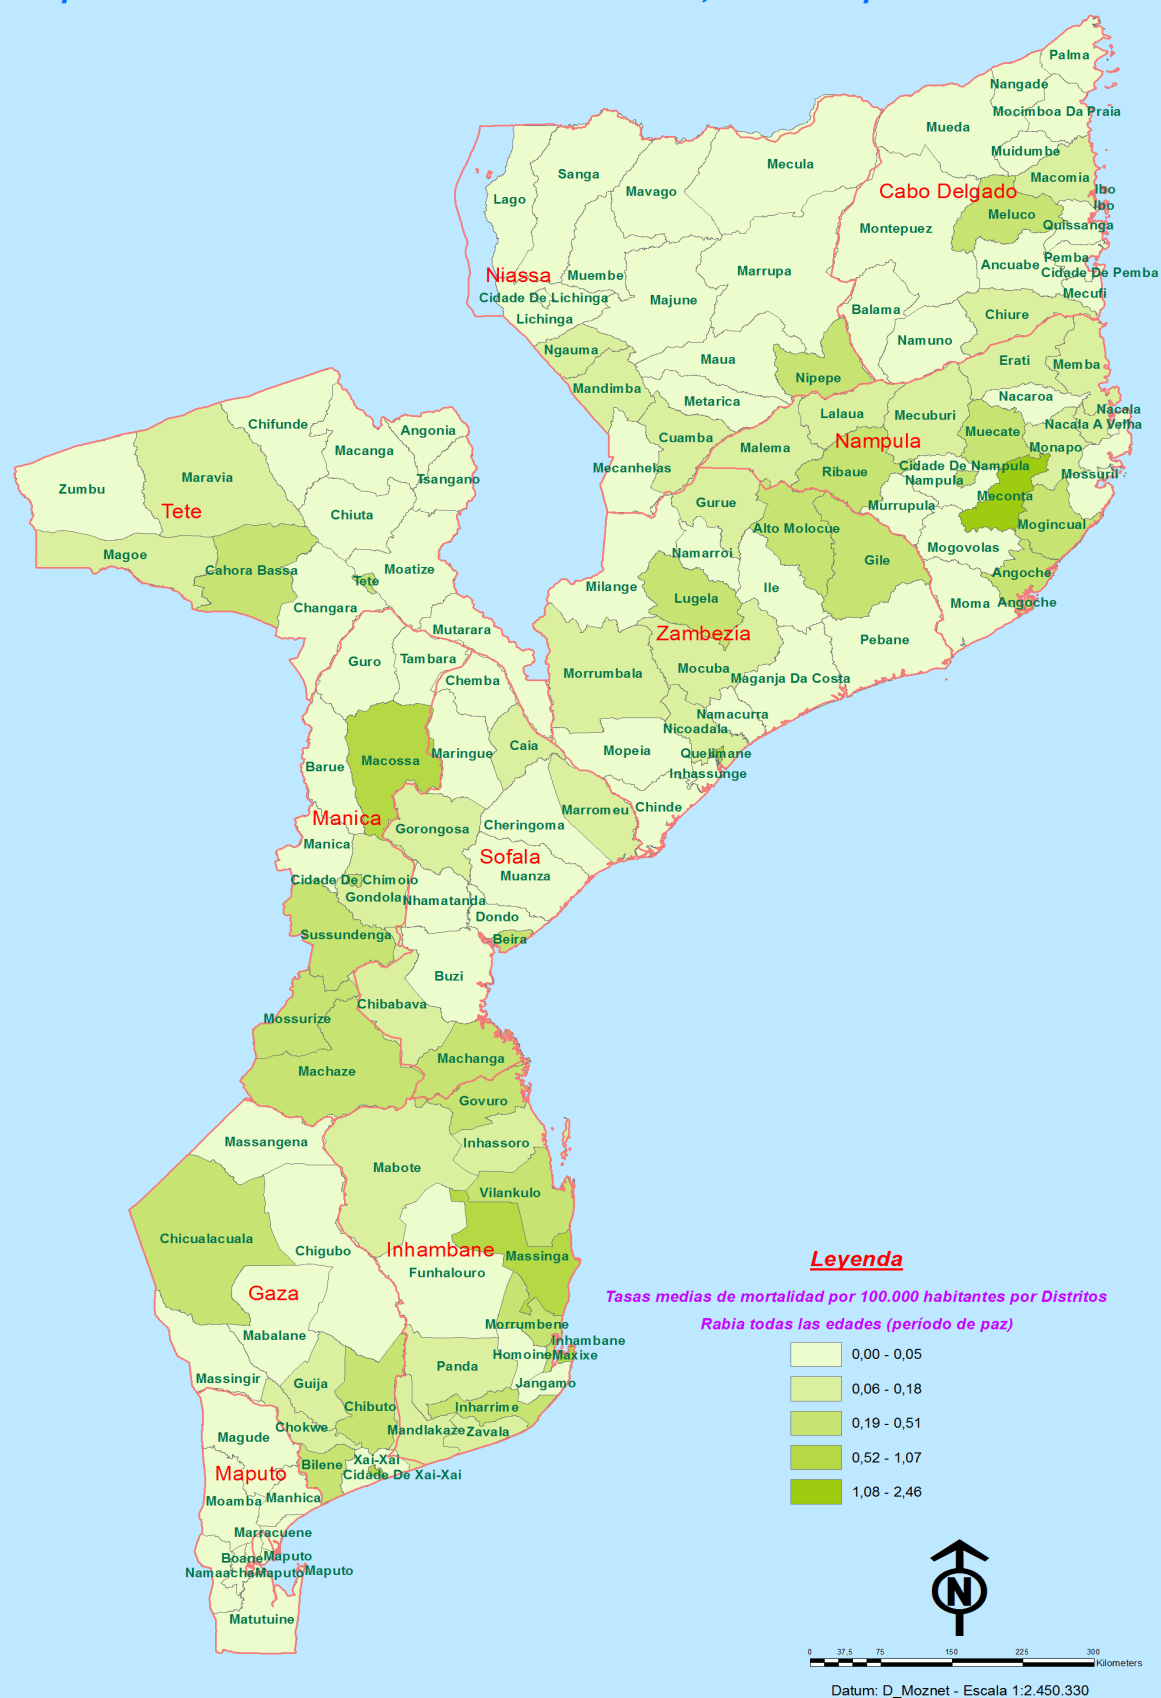 Palma
Nangade
Mocimboa Da Praia
Mueda
Muidumbe
Mecula
Sanga
Macomia
Mavago
Cabo Delgado
Ibo
Lago
Ibo
Meluco
Quissanga
Montepuez
Pemba
Ancuabe
Marrupa
Cidade De Pemba
Niassa
Muembe
Mecufi
Cidade De Lichinga
Majune
Balama
Chiure
Lichinga
Namuno
Ngauma
Maua
Erati
Memba
Nipepe
Mandimba
Nacaroa
Metarica
Nacala
Lalaua
Mecuburi
Chifunde
Nacala A Velha
Angonia
Muecate
Cuamba
Nampula
Malema
Monapo
Macanga
Mecanhelas
Cidade De Nampula
Ribaue
Mossuril
Maravia
Tsangano
Nampula
Zumbu
Meconta
Gurue
Murrupula
Tete
Chiuta
Mogincual
Alto Molocue
Mogovolas
Magoe
Namarroi
Gile
Cahora Bassa
Moatize
Angoche
Tete
Milange
Ile
Lugela
Moma
Angoche
Changara
Mutarara
Zambezia
Pebane
Guro
Tambara
Mocuba
Morrumbala
Maganja Da Costa
Chemba
Namacurra
Nicoadala
Caia
Mopeia
Quelimane
Maringue
Macossa
Barue
Inhassunge
Chinde
Marromeu
Manica
Cheringoma
Gorongosa
Manica
Sofala
Muanza
Cidade De Chimoio
Gondola
Nhamatanda
Dondo
Sussundenga
Beira
Buzi
Chibabava
Mossurize
Machanga
Machaze
Govuro
Massangena
Inhassoro
Mabote
Vilankulo
Chicualacuala
Chigubo
Inhambane
Massinga
Funhalouro
Gaza
Morrumbene
Mabalane
Inhambane
Homoine
Maxixe
Panda
Massingir
Guija
Jangamo
Chibuto
Inharrime
Chokwe
Mandlakaze
Zavala
Magude
Xai-Xai
Bilene
Maputo
Cidade De Xai-Xai
Manhica
Moamba
Marracuene
Boane
Maputo
Maputo
Namaacha
Maputo
Matutuine
Leyenda
Tasas medias de mortalidad por 100.000 habitantes por Distritos
Rabia todas las edades (período de paz)
0,00 - 0,05
0,06 - 0,18
0,19 - 0,51
0,52 - 1,07
1,08 - 2,46
N
0 37,5 75 150 225 300
Kilometers
Datum: D_Moznet - Escala 1:2.450.330